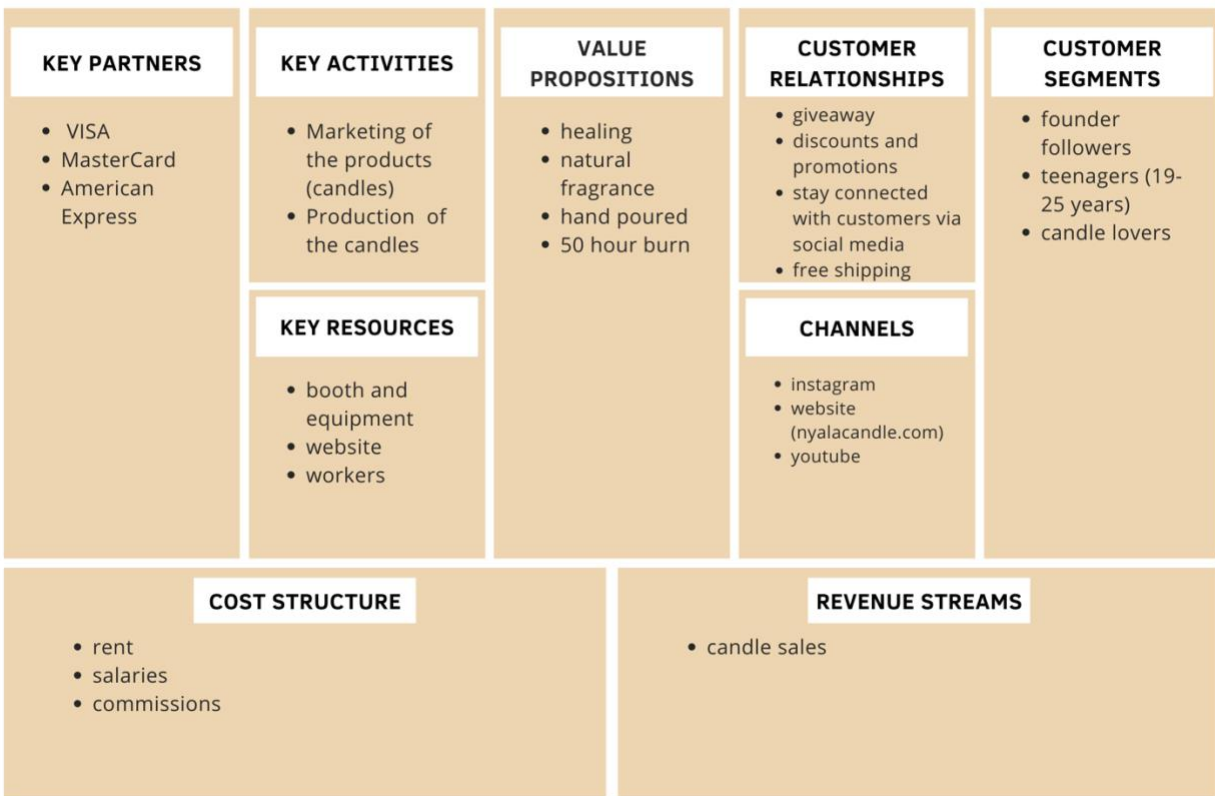 KEY PARTNERS
• VISA
• MasterCard
• American
Express
KEY ACTIVITIES
• Marketing of
the products
(candles)
• Production of
the candles
KEY RESOURCES
• booth and
equipment
• website
• workers
VALUE
PROPOSITIONS
• healing
• natural
fragrance
• hand poured
• 50 hour burn
CUSTOMER
RELATIONSHIPS
• giveaway
• discounts and
promotions
• stay connected
with customers via
social media
• free shipping
CHANNELS
• instagram
• website
(nyalacandle.com)
• youtube
CUSTOMER
SEGMENTS
• founder
followers
• teenagers (19-
25 years)
• candle lovers
COST STRUCTURE
• rent
• salaries
• commissions
REVENUE STREAMS
• candle sales